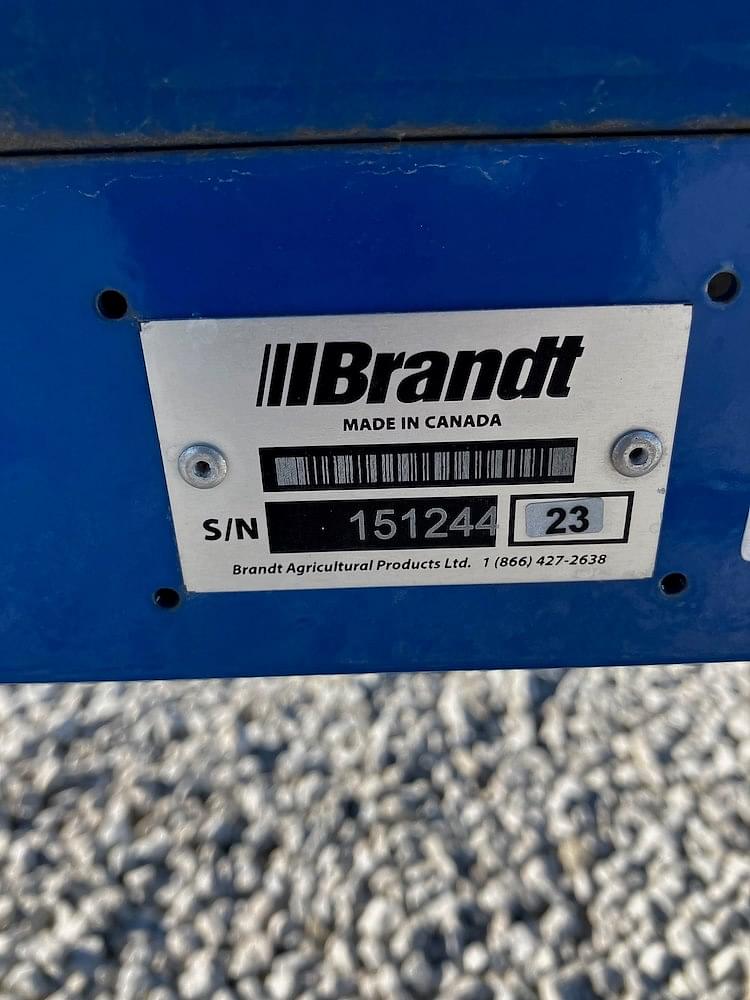 Brandt
MADE IN CANADA
S/N 151244 23
Brandt Agricultural Products Ltd. 1 (866) 427-2638